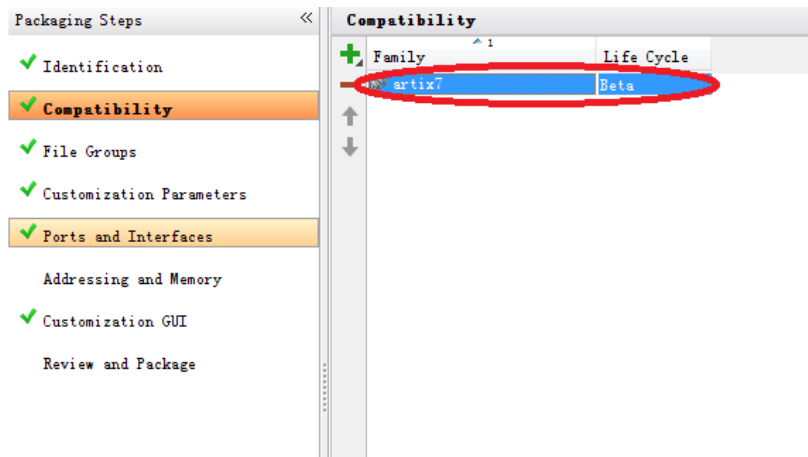 Packaging Steps
Identification
Compatibility
File Groups
Customization Parameters
Ports and Interfaces
Addressing and Memory
Customization GUI
Review and Package
Compatibility
Family
1
Life Cycle
artix7
Beta